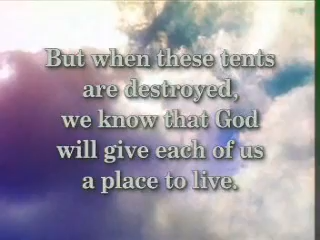 But when these tents
are destroyed,
we know that God
will give each of us
a place to live.